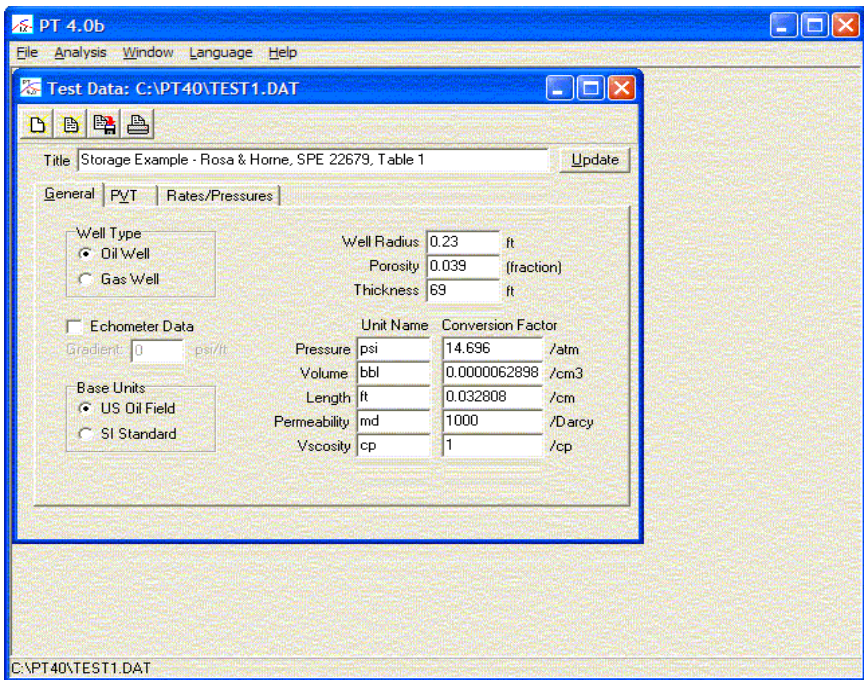 PT 4.0b
File Analysis Window Language Help
Test Data: C:\PT40\TEST1.DAT
Title Storage Example - Rosa & Horne, SPE 22679, Table 1 Update
General PVT Rates/Pressures
Well Type
Oil Well
Gas Well
Well Radius 0.23 ft
Porosity 0.039 (fraction)
Thickness 69 ft
Echometer Data
Gradient: 0 psi/ft
Base Units
US Oil Field
SI Standard
Unit Name Conversion Factor
Pressure psi 14.696 /atm
Volume bbl 0.0000062898 /cm3
Length ft 0.032808 /cm
Permeability md 1000 /Darcy
Vscosity cp 1 /cp
C:\PT40\TEST1.DAT